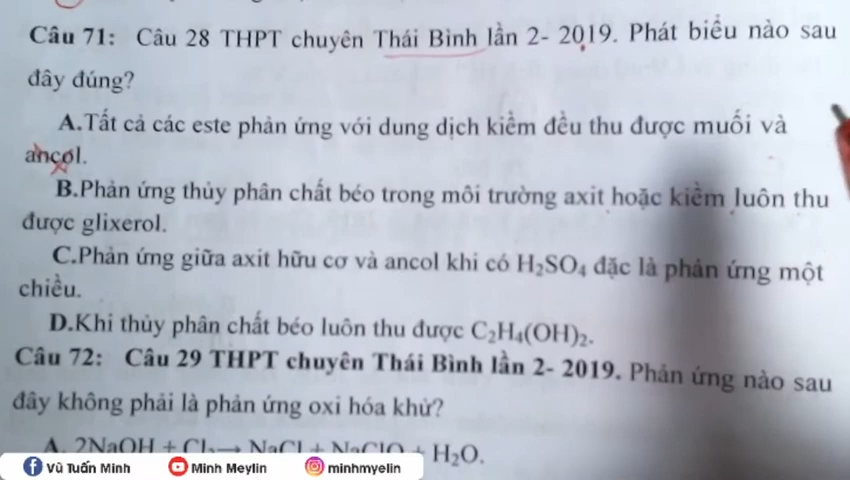 Câu 71: Câu 28 THPT chuyên Thái Bình lần 2- 2019. Phát biểu nào sau
đây đúng?
A.Tất cả các este phản ứng với dung dịch kiềm đều thu được muối và
ancol.
B.Phản ứng thủy phân chất béo trong môi trường axit hoặc kiềm luôn thu
được glixerol.
C.Phản ứng giữa axit hữu cơ và ancol khi có H₂SO₄ đặc là phản ứng một
chiều.
D.Khi thủy phân chất béo luôn thu được C₂H₄(OH)₂.
Câu 72: Câu 29 THPT chuyên Thái Bình lần 2- 2019. Phản ứng nào sau
đây không phải là phản ứng oxi hóa khử?
A. 2NaOH + Cl₂ → NaCl + NaClO + H₂O.
Vũ Tuấn Minh Minh Meylin minhmyelin